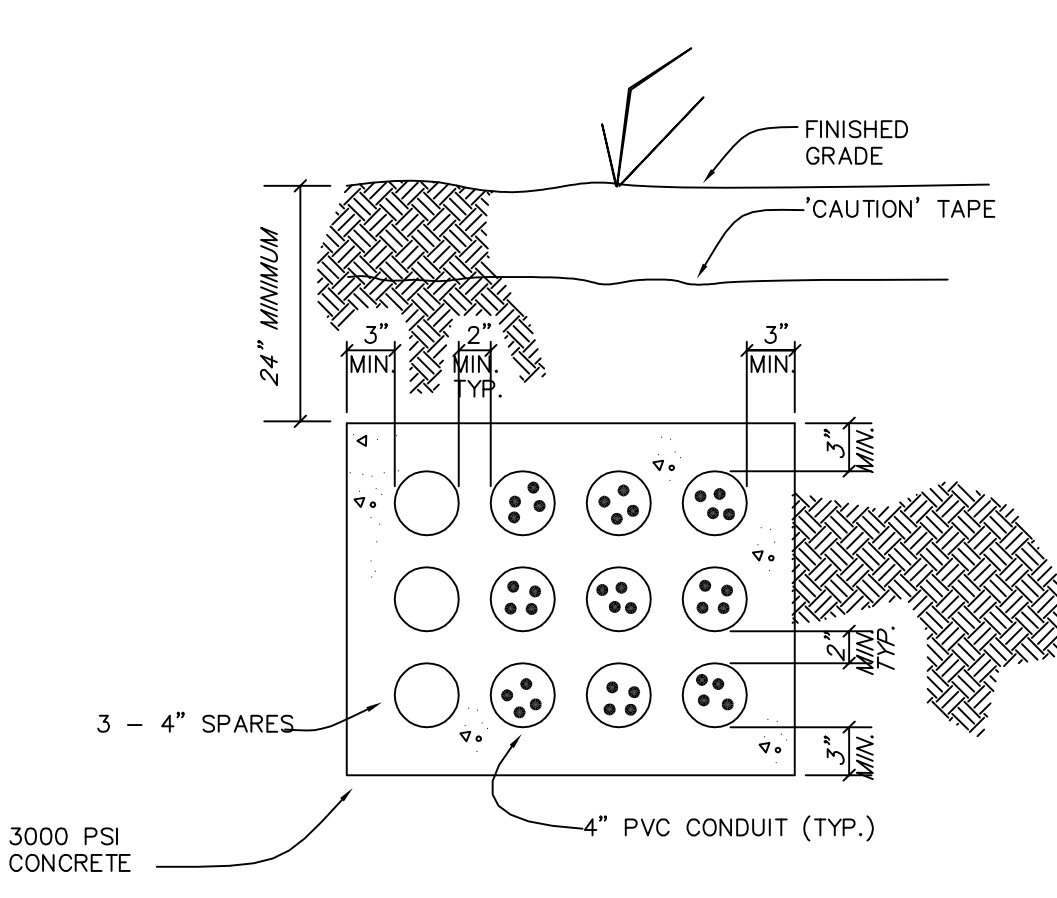 FINISHED
GRADE
'CAUTION' TAPE
24" MINIMUM
3"
MIN.
2"
MIN.
TYP.
3"
MIN.
3"
MIN.
2"
MIN.
TYP.
3"
MIN.
3 – 4" SPARES
4" PVC CONDUIT (TYP.)
3000 PSI
CONCRETE